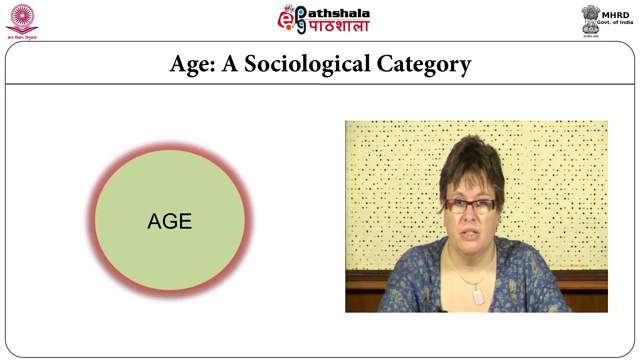 Pathshala
पाठशाला
MHRD
Govt. of India
Age: A Sociological Category
AGE